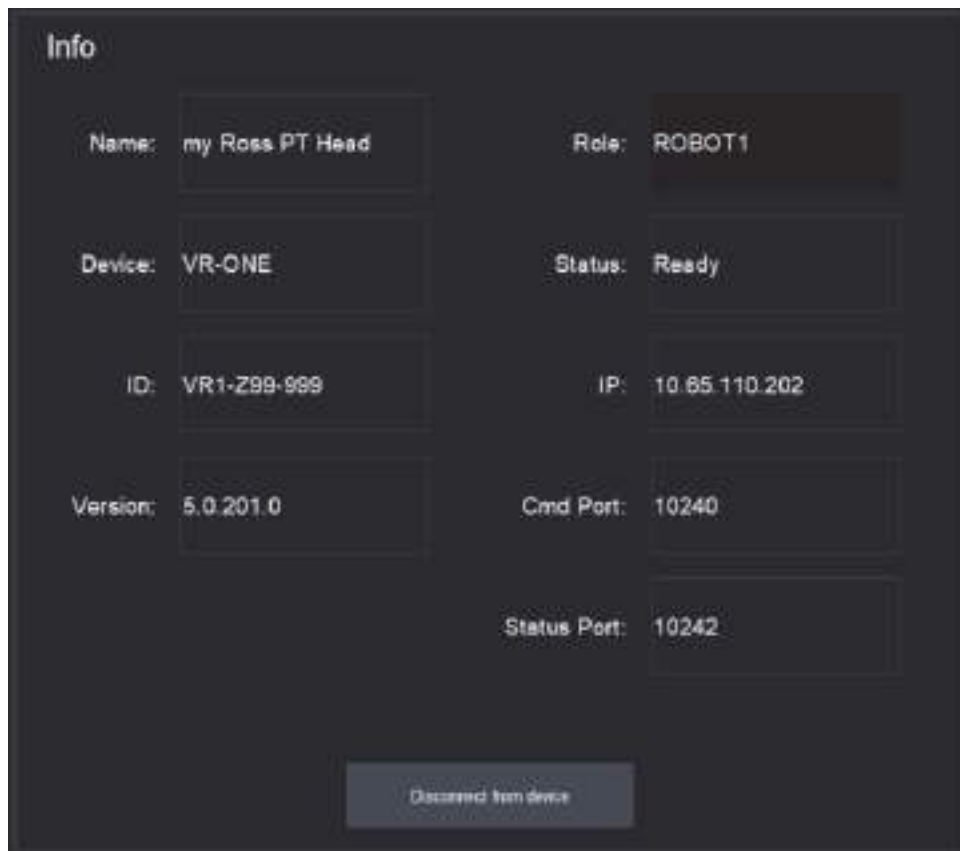 Info
Name: my Ross PT Head Role: ROBOT1
Device: VR-ONE Status: Ready
ID: VR1-Z99-999 IP: 10.65.110.202
Version: 5.0.201.0 Cmd Port: 10240
Status Port: 10242
Disconnect from device